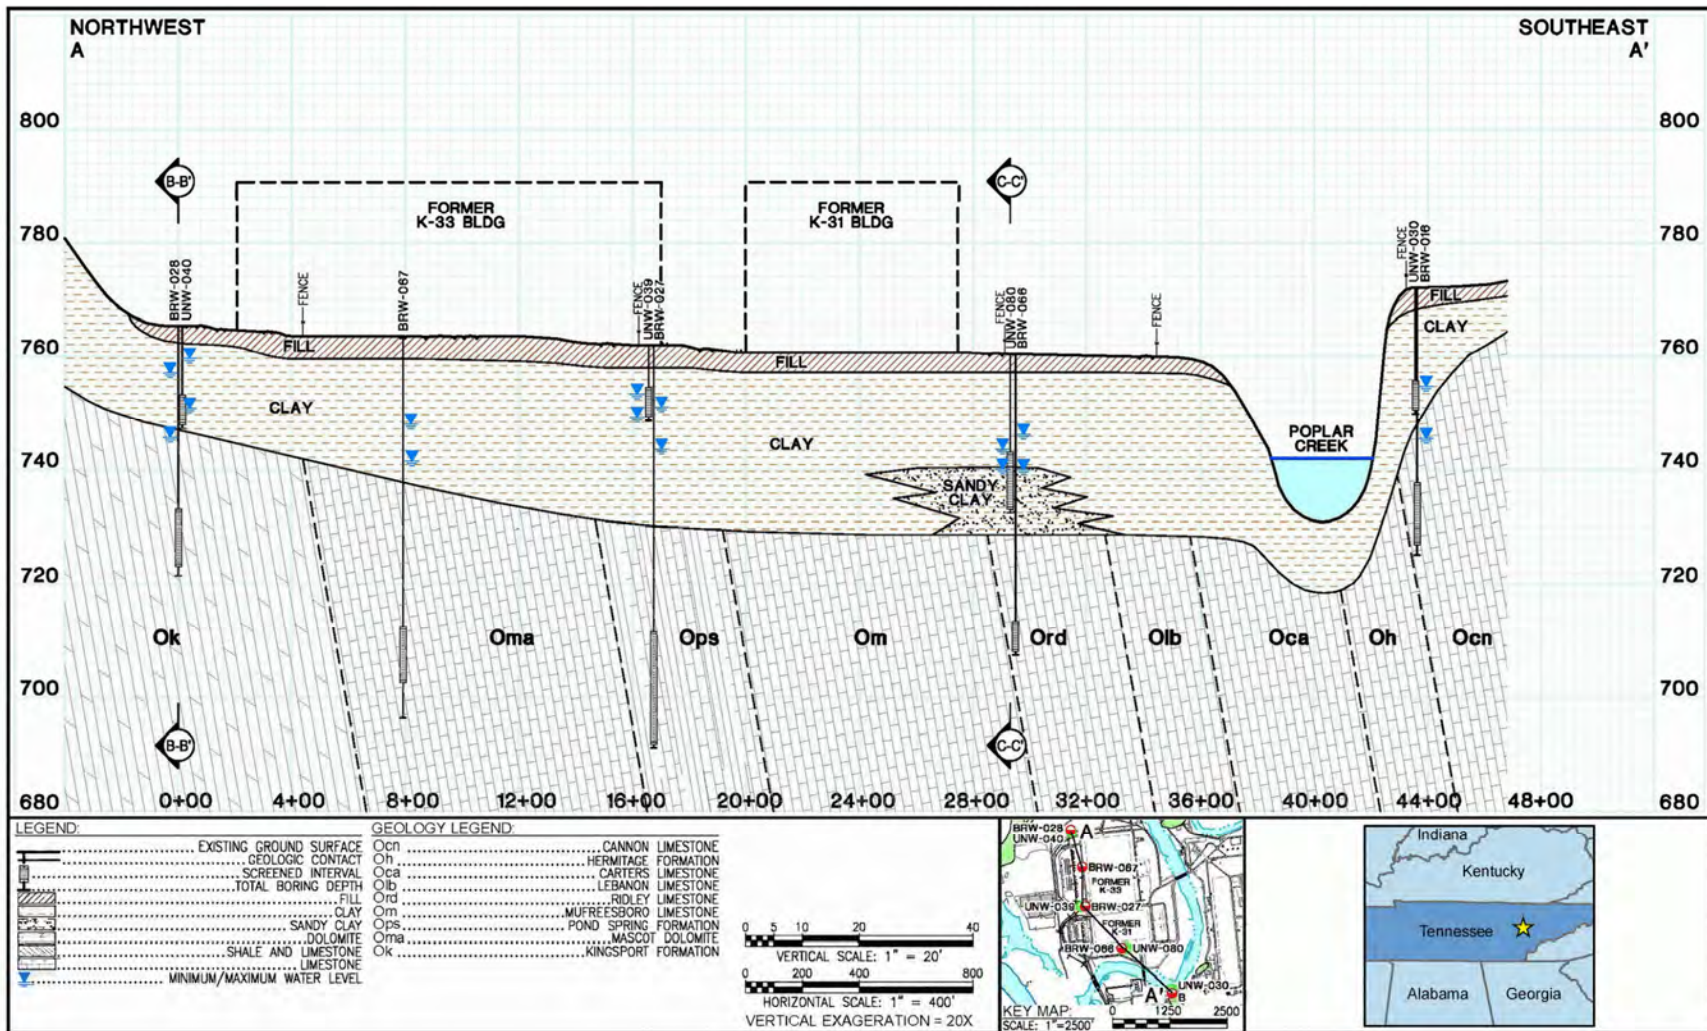 NORTHWEST
A
SOUTHEAST
A'
800
800
B-B'
C-C'
FORMER
K-33 BLDG
FORMER
K-31 BLDG
780
780
BRW-028
UNW-040
FENCE
BRW-067
FENCE
UNW-039
BRW-027
FENCE
UNW-080
BRW-066
FENCE
FENCE
UNW-030
BRW-016
FILL
FILL
FILL
CLAY
760
760
CLAY
CLAY
POPLAR
CREEK
740
740
SANDY
CLAY
720
720
Ok
Oma
Ops
Om
Ord
Olb
Oca
Oh
Ocn
700
700
B-B'
C-C'
680
0+00
4+00
8+00
12+00
16+00
20+00
24+00
28+00
32+00
36+00
40+00
44+00
48+00
680
LEGEND:
EXISTING GROUND SURFACE
GEOLOGIC CONTACT
SCREENED INTERVAL
TOTAL BORING DEPTH
FILL
CLAY
SANDY CLAY
DOLOMITE
SHALE AND LIMESTONE
LIMESTONE
MINIMUM/MAXIMUM WATER LEVEL
GEOLOGY LEGEND:
Ocn CANNON LIMESTONE
Oh HERMITAGE FORMATION
Oca CARTERS LIMESTONE
Olb LEBANON LIMESTONE
Ord RIDLEY LIMESTONE
Om MUFREESBORO LIMESTONE
Ops POND SPRING FORMATION
Oma MASCOT DOLOMITE
Ok KINGSPORT FORMATION
0 5 10 20 40
VERTICAL SCALE: 1" = 20'
0 200 400 800
HORIZONTAL SCALE: 1" = 400'
VERTICAL EXAGERATION = 20X
BRW-028
UNW-040
A
BRW-067
FORMER
K-33
UNW-039
BRW-027
FORMER
K-31
BRW-066
UNW-080
A'
UNW-030
B
KEY MAP:
SCALE: 1"=2500'
0 1250 2500
Indiana
Kentucky
Tennessee
Alabama
Georgia